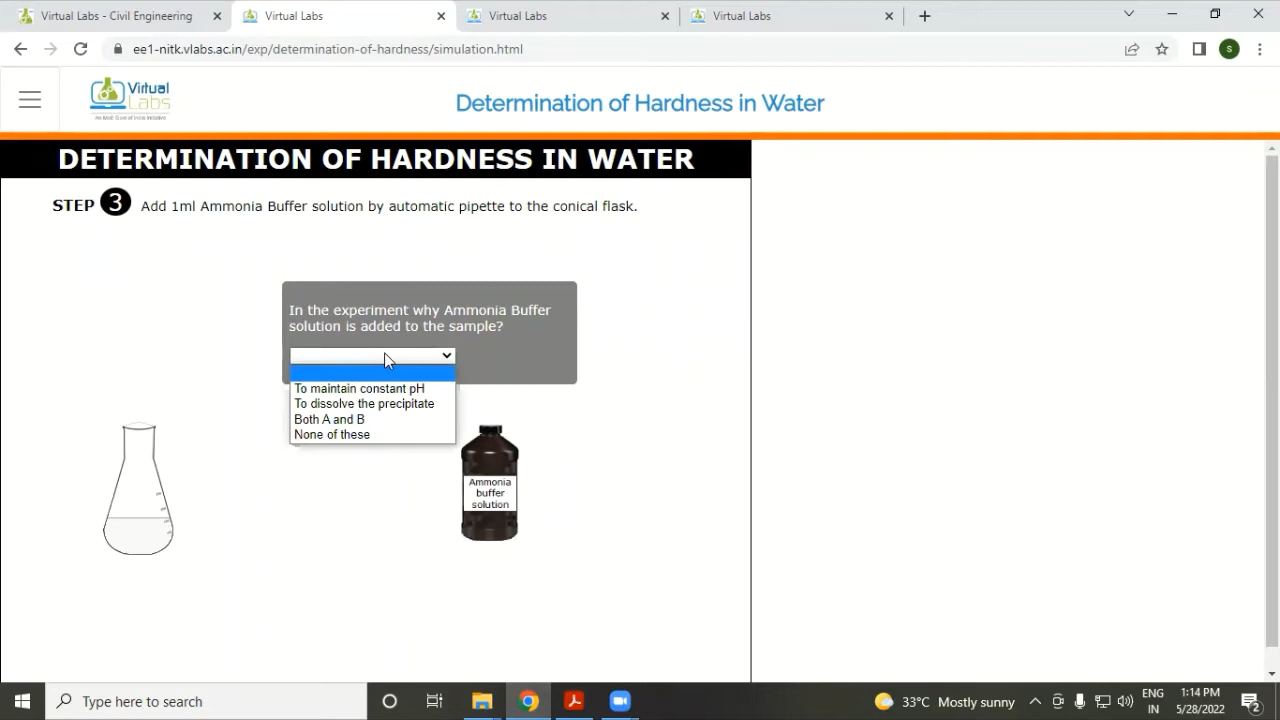 Virtual Labs - Civil Engineering
Virtual Labs
Virtual Labs
Virtual Labs
ee1-nitk.vlabs.ac.in/exp/determination-of-hardness/simulation.html
S
Virtual
Labs
Determination of Hardness in Water
DETERMINATION OF HARDNESS IN WATER
STEP 3 Add 1ml Ammonia Buffer solution by automatic pipette to the conical flask.
In the experiment why Ammonia Buffer
solution is added to the sample?
To maintain constant pH
To dissolve the precipitate
Both A and B
None of these
Ammonia
buffer
solution
Type here to search
33°C Mostly sunny
ENG
IN
1:14 PM
5/28/2022
2